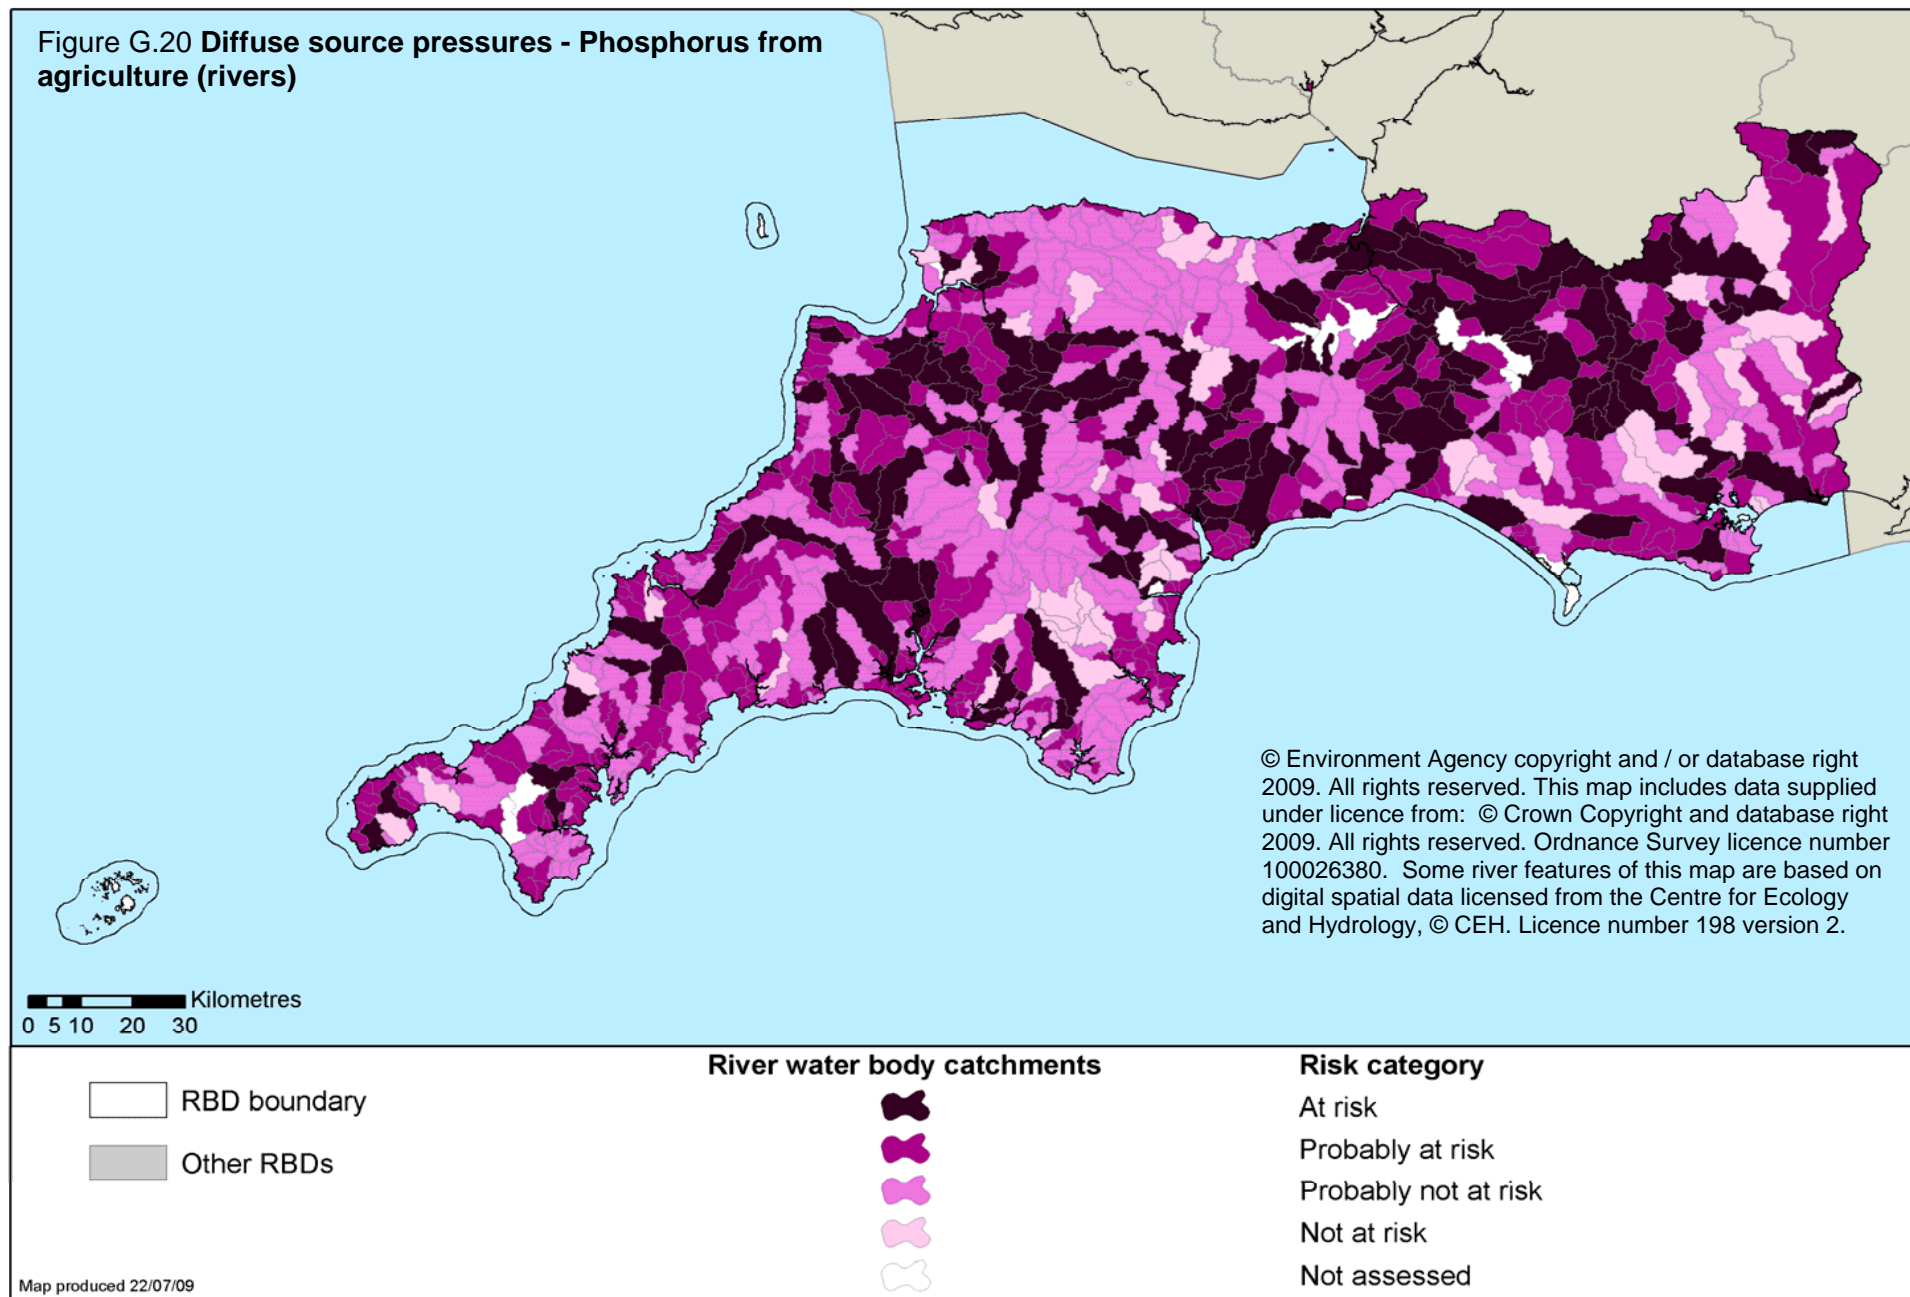 Figure G.20 Diffuse source pressures - Phosphorus from
agriculture (rivers)
© Environment Agency copyright and / or database right
2009. All rights reserved. This map includes data supplied
under licence from: © Crown Copyright and database right
2009. All rights reserved. Ordnance Survey licence number
100026380. Some river features of this map are based on
digital spatial data licensed from the Centre for Ecology
and Hydrology, © CEH. Licence number 198 version 2.
Kilometres
0 5 10 20 30
River water body catchments
Risk category
RBD boundary
Other RBDs
At risk
Probably at risk
Probably not at risk
Not at risk
Not assessed
Map produced 22/07/09